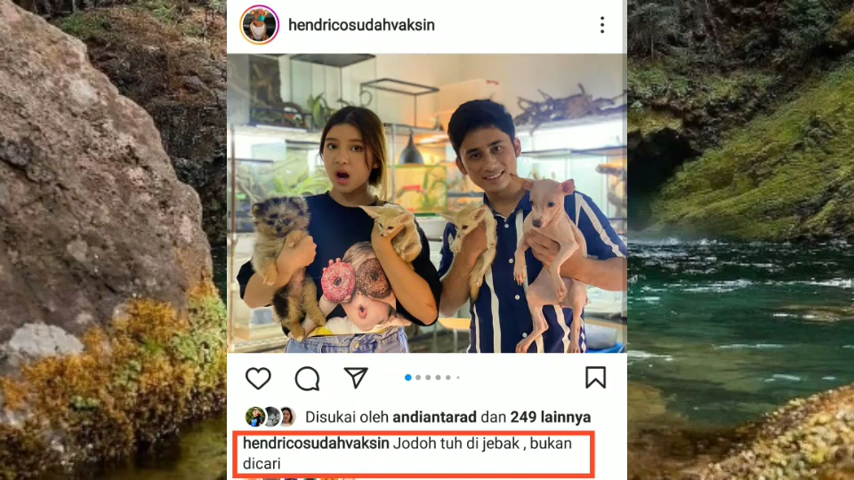 hendricosudahvaksin
Disukai oleh andiantarad dan 249 lainnya
hendricosudahvaksin Jodoh tuh di jebak , bukan
dicari